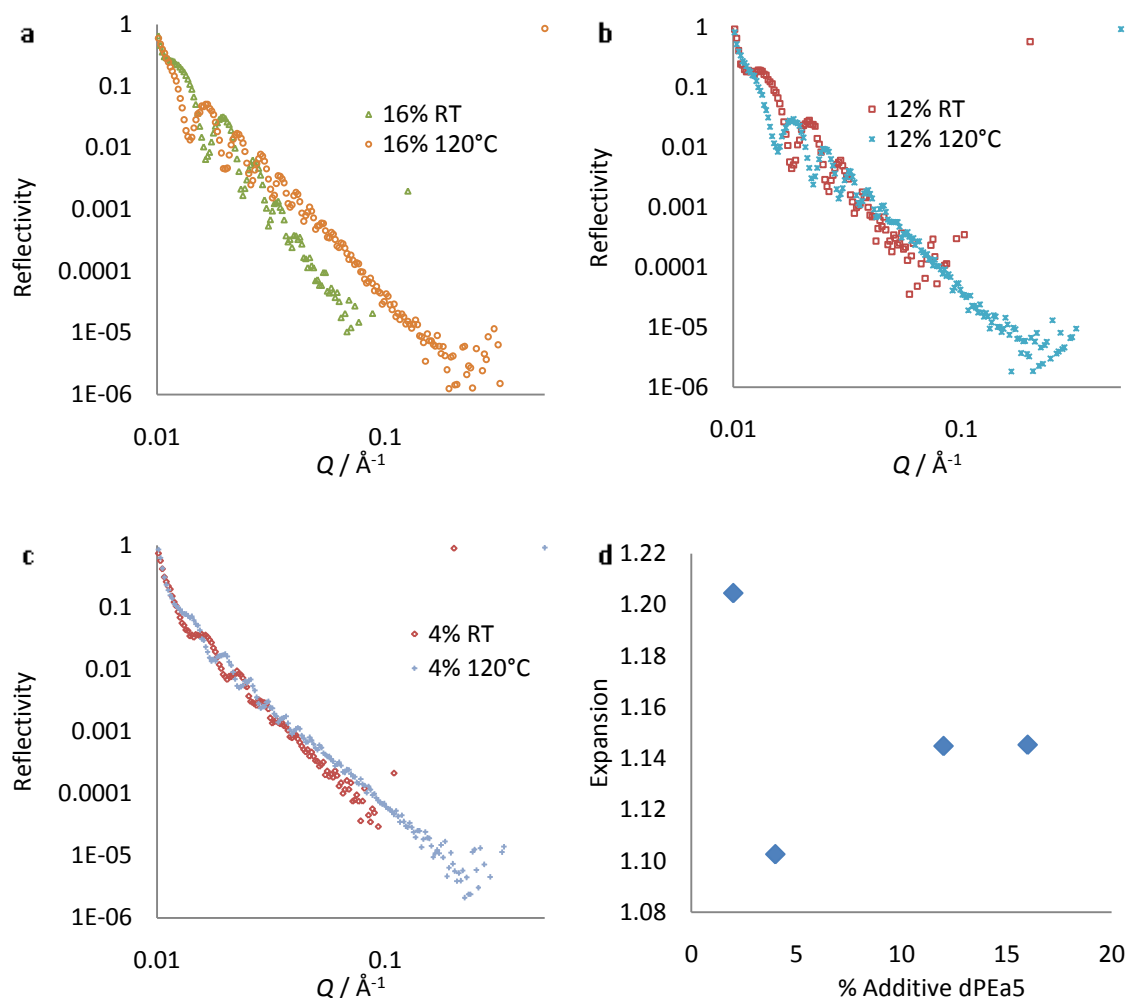 a
1
0.1
0.01
0.001
0.0001
1E-05
1E-06
Reflectivity
16% RT
16% 120°C
0.01
0.1
Q / Å-1
b
1
0.1
0.01
0.001
0.0001
1E-05
1E-06
Reflectivity
12% RT
12% 120°C
0.01
0.1
Q / Å-1
c
1
0.1
0.01
0.001
0.0001
1E-05
1E-06
Reflectivity
4% RT
4% 120°C
0.01
0.1
Q / Å-1
d
1.22
1.20
1.18
1.16
1.14
1.12
1.10
1.08
Expansion
0
5
10
15
20
% Additive dPEa5